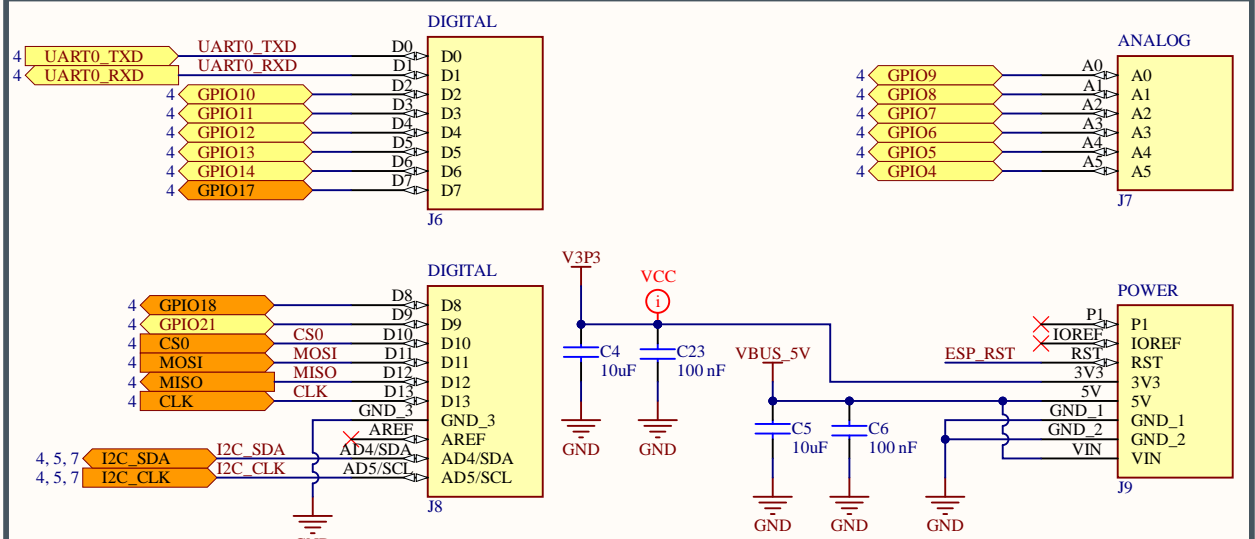 DIGITAL
4 UART0_TXD UART0_TXD D0 D0
4 UART0_RXD UART0_RXD D1 D1
4 GPIO10 D2 D2
4 GPIO11 D3 D3
4 GPIO12 D4 D4
4 GPIO13 D5 D5
4 GPIO14 D6 D6
4 GPIO17 D7 D7
J6
ANALOG
4 GPIO9 A0 A0
4 GPIO8 A1 A1
4 GPIO7 A2 A2
4 GPIO6 A3 A3
4 GPIO5 A4 A4
4 GPIO4 A5 A5
J7
DIGITAL
4 GPIO18 D8 D8
4 GPIO21 D9 D9
4 CS0 CS0 D10 D10
4 MOSI MOSI D11 D11
4 MISO MISO D12 D12
4 CLK CLK D13 D13
GND_3 GND_3
AREF AREF
4, 5, 7 I2C_SDA I2C_SDA AD4/SDA AD4/SDA
4, 5, 7 I2C_CLK I2C_CLK AD5/SCL AD5/SCL
J8
V3P3
VCC
i
C4
10uF
C23
100 nF
GND
GND
VBUS_5V
C5
10uF
C6
100 nF
GND
GND
GND
POWER
P1 P1
IOREF IOREF
ESP_RST RST RST
3V3 3V3
5V 5V
GND_1 GND_1
GND_2 GND_2
VIN VIN
J9